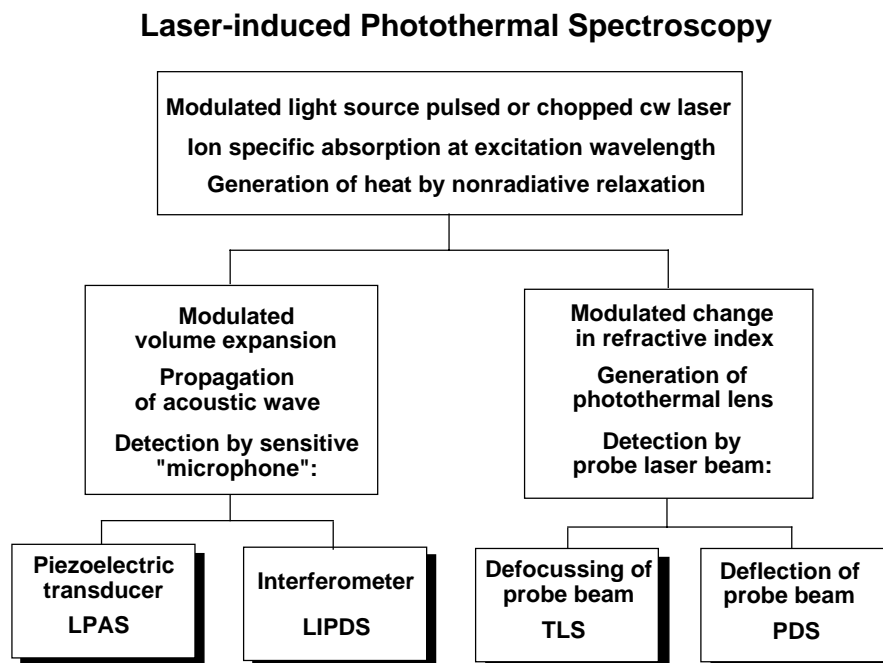 Laser-induced Photothermal Spectroscopy
Modulated light source pulsed or chopped cw laser
Ion specific absorption at excitation wavelength
Generation of heat by nonradiative relaxation
Modulated
volume expansion
Propagation
of acoustic wave
Detection by sensitive
"microphone":
Modulated change
in refractive index
Generation of
photothermal lens
Detection by
probe laser beam:
Piezoelectric
transducer
LPAS
Interferometer
LIPDS
Defocussing of
probe beam
TLS
Deflection of
probe beam
PDS